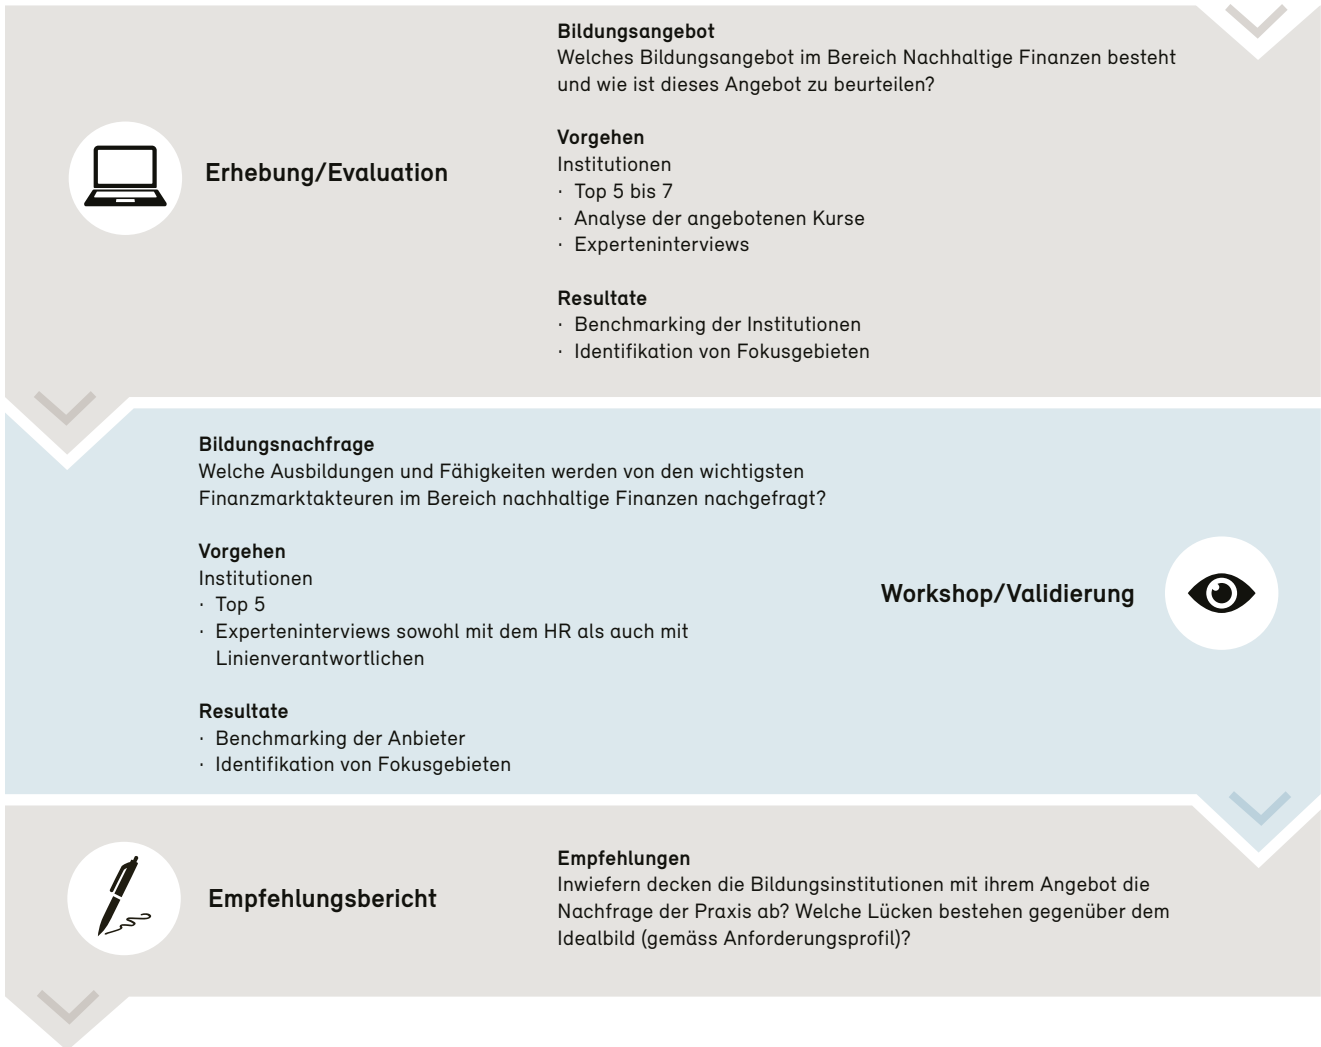 Erhebung/Evaluation
Bildungsangebot
Welches Bildungsangebot im Bereich Nachhaltige Finanzen besteht
und wie ist dieses Angebot zu beurteilen?
Vorgehen
Institutionen
· Top 5 bis 7
· Analyse der angebotenen Kurse
· Experteninterviews
Resultate
· Benchmarking der Institutionen
· Identifikation von Fokusgebieten
Bildungsnachfrage
Welche Ausbildungen und Fähigkeiten werden von den wichtigsten
Finanzmarktakteuren im Bereich nachhaltige Finanzen nachgefragt?
Vorgehen
Institutionen
· Top 5
· Experteninterviews sowohl mit dem HR als auch mit
Linienverantwortlichen
Resultate
· Benchmarking der Anbieter
· Identifikation von Fokusgebieten
Workshop/Validierung
Empfehlungsbericht
Empfehlungen
Inwiefern decken die Bildungsinstitutionen mit ihrem Angebot die
Nachfrage der Praxis ab? Welche Lücken bestehen gegenüber dem
Idealbild (gemäss Anforderungsprofil)?